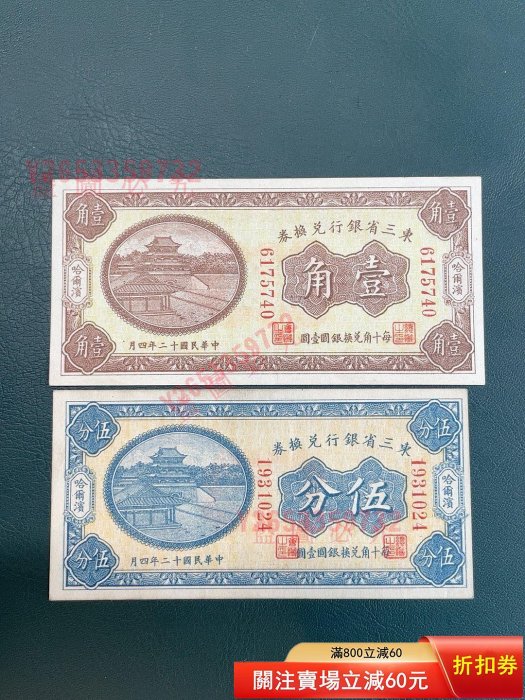 東三省銀行兌換券
壹角
壹角
壹角
壹角
壹角
哈爾濱
哈爾濱
6175740
6175740
每十角兌換銀圓壹圓
中華民國十二年四月
東三省銀行兌換券
伍分
伍分
伍分
伍分
伍分
哈爾濱
哈爾濱
1931024
1931024
每十角兌換銀圓壹圓
中華民國十二年四月
滿800立減60
關注賣場立減60元
折扣券